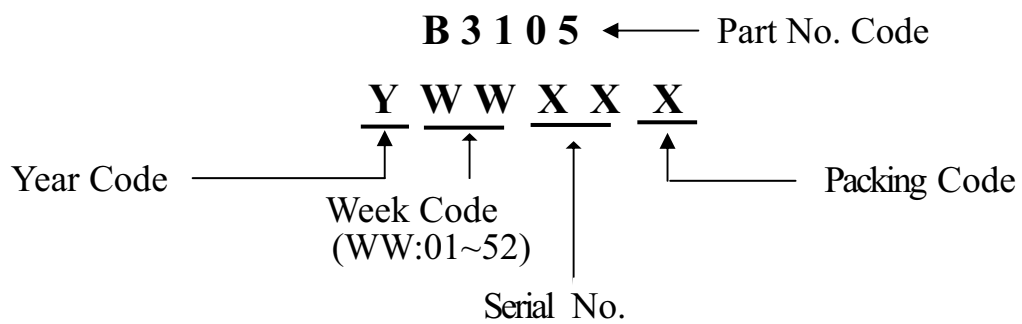 B 3 1 0 5 Part No. Code
Y W W X X X
Year Code Packing Code
Week Code
(WW:01~52)
Serial No.